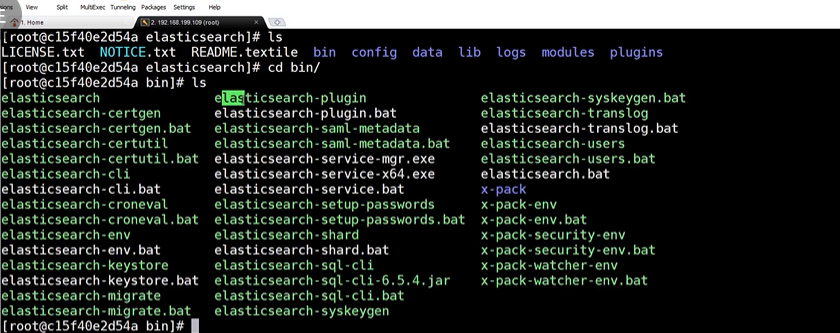 sions View Split MultiExec Tunneling Packages Settings Help
1. Home 2. 192.168.199.109 (root)
[root@c15f40e2d54a elasticsearch]# ls
LICENSE.txt NOTICE.txt README.textile bin config data lib logs modules plugins
[root@c15f40e2d54a elasticsearch]# cd bin/
[root@c15f40e2d54a bin]# ls
elasticsearch elasticsearch-plugin elasticsearch-syskeygen.bat
elasticsearch-certgen elasticsearch-plugin.bat elasticsearch-translog
elasticsearch-certgen.bat elasticsearch-saml-metadata elasticsearch-translog.bat
elasticsearch-certutil elasticsearch-saml-metadata.bat elasticsearch-users
elasticsearch-certutil.bat elasticsearch-service-mgr.exe elasticsearch-users.bat
elasticsearch-cli elasticsearch-service-x64.exe elasticsearch.bat
elasticsearch-cli.bat elasticsearch-service.bat x-pack
elasticsearch-croneval elasticsearch-setup-passwords x-pack-env
elasticsearch-croneval.bat elasticsearch-setup-passwords.bat x-pack-env.bat
elasticsearch-env elasticsearch-shard x-pack-security-env
elasticsearch-env.bat elasticsearch-shard.bat x-pack-security-env.bat
elasticsearch-keystore elasticsearch-sql-cli x-pack-watcher-env
elasticsearch-keystore.bat elasticsearch-sql-cli-6.5.4.jar x-pack-watcher-env.bat
elasticsearch-migrate elasticsearch-sql-cli.bat
elasticsearch-migrate.bat elasticsearch-syskeygen
[root@c15f40e2d54a bin]#